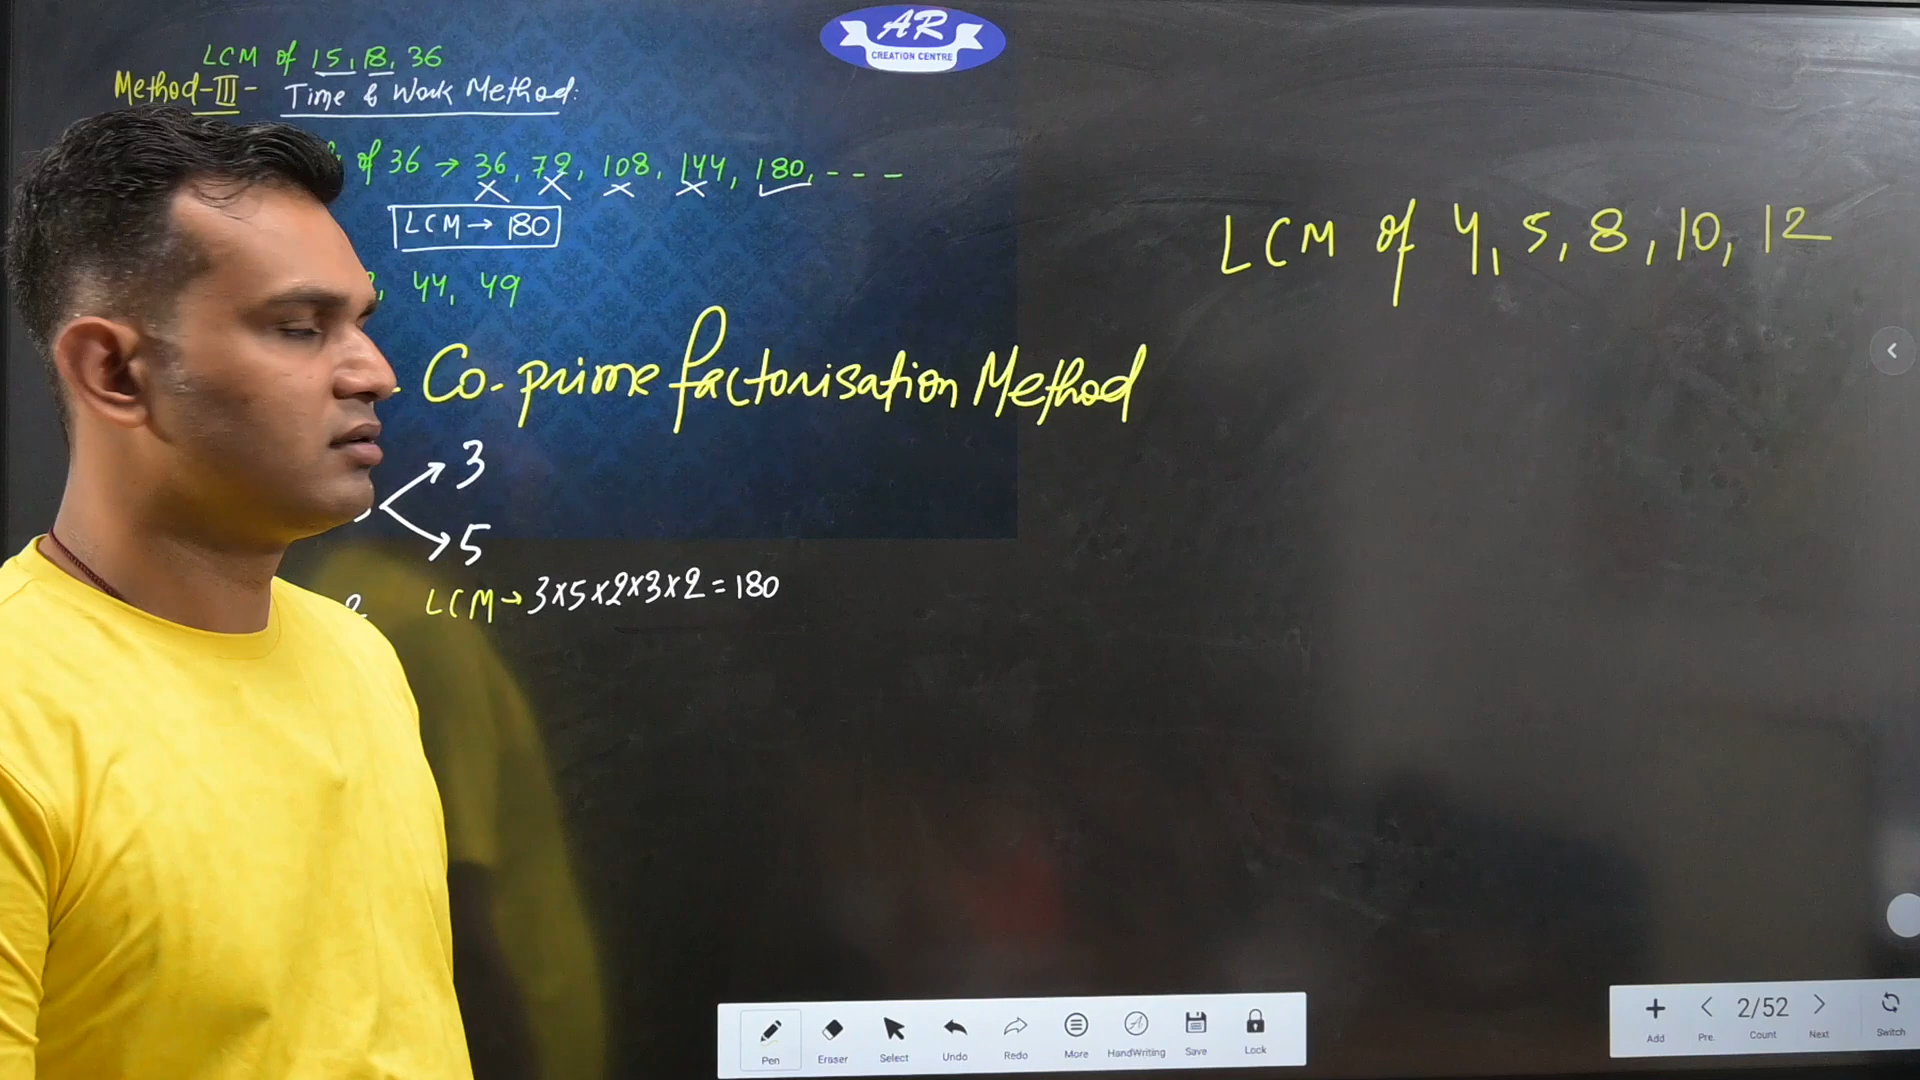 AR
CREATION CENTRE
LCM of 15, 18, 36
Method-III- Time & Work Method:
of 36 → 36, 72, 108, 144, 180, - - -
LCM → 180
44, 49
Co-prime factorisation Method
3
5
LCM → 3×5×2×3×2 = 180
LCM of 4, 5, 8, 10, 12
Pen
Eraser
Select
Undo
Redo
More
HandWriting
Save
Lock
Add
Pre.
2/52
Count
Next
Switch